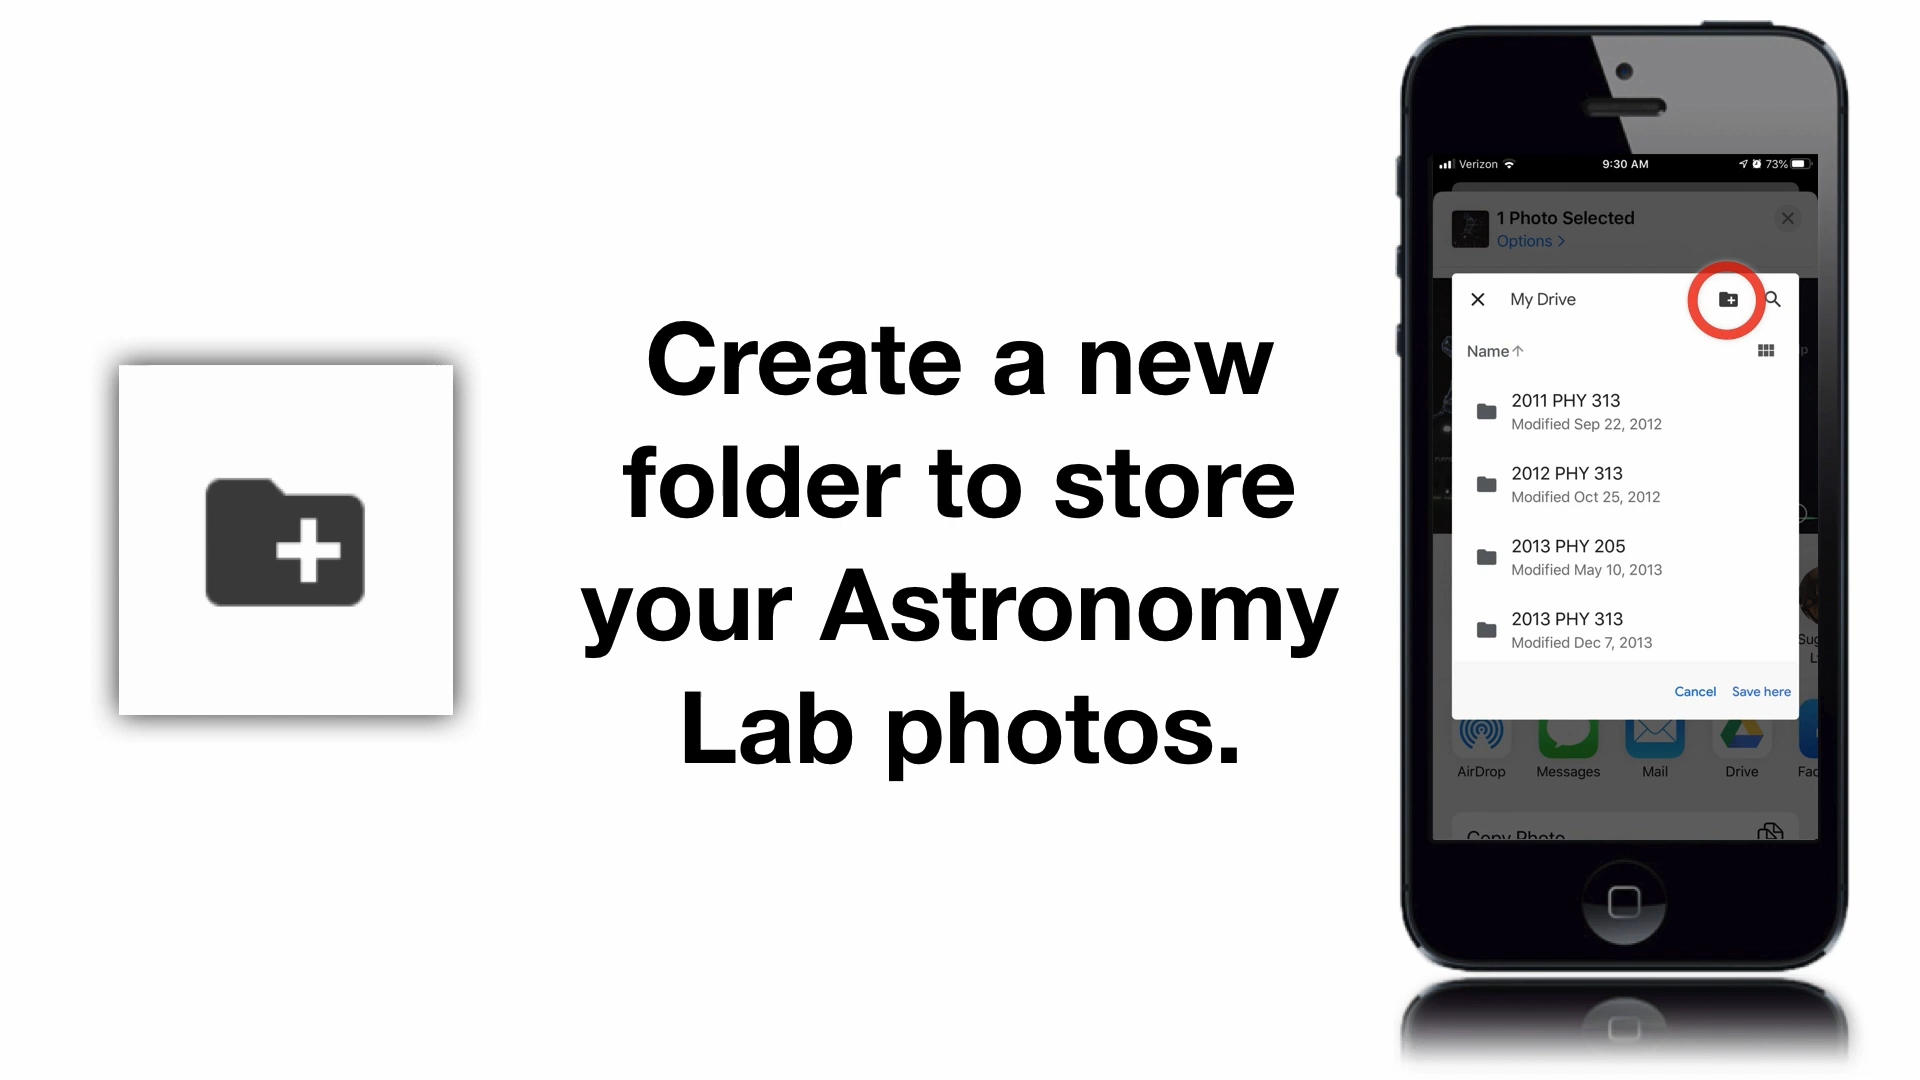 Create a new
folder to store
your Astronomy
Lab photos.
Verizon 9:30 AM 73%
1 Photo Selected
Options >
My Drive
Name
2011 PHY 313
Modified Sep 22, 2012
2012 PHY 313
Modified Oct 25, 2012
2013 PHY 205
Modified May 10, 2013
2013 PHY 313
Modified Dec 7, 2013
Cancel Save here
AirDrop Messages Mail Drive
Copy Photo